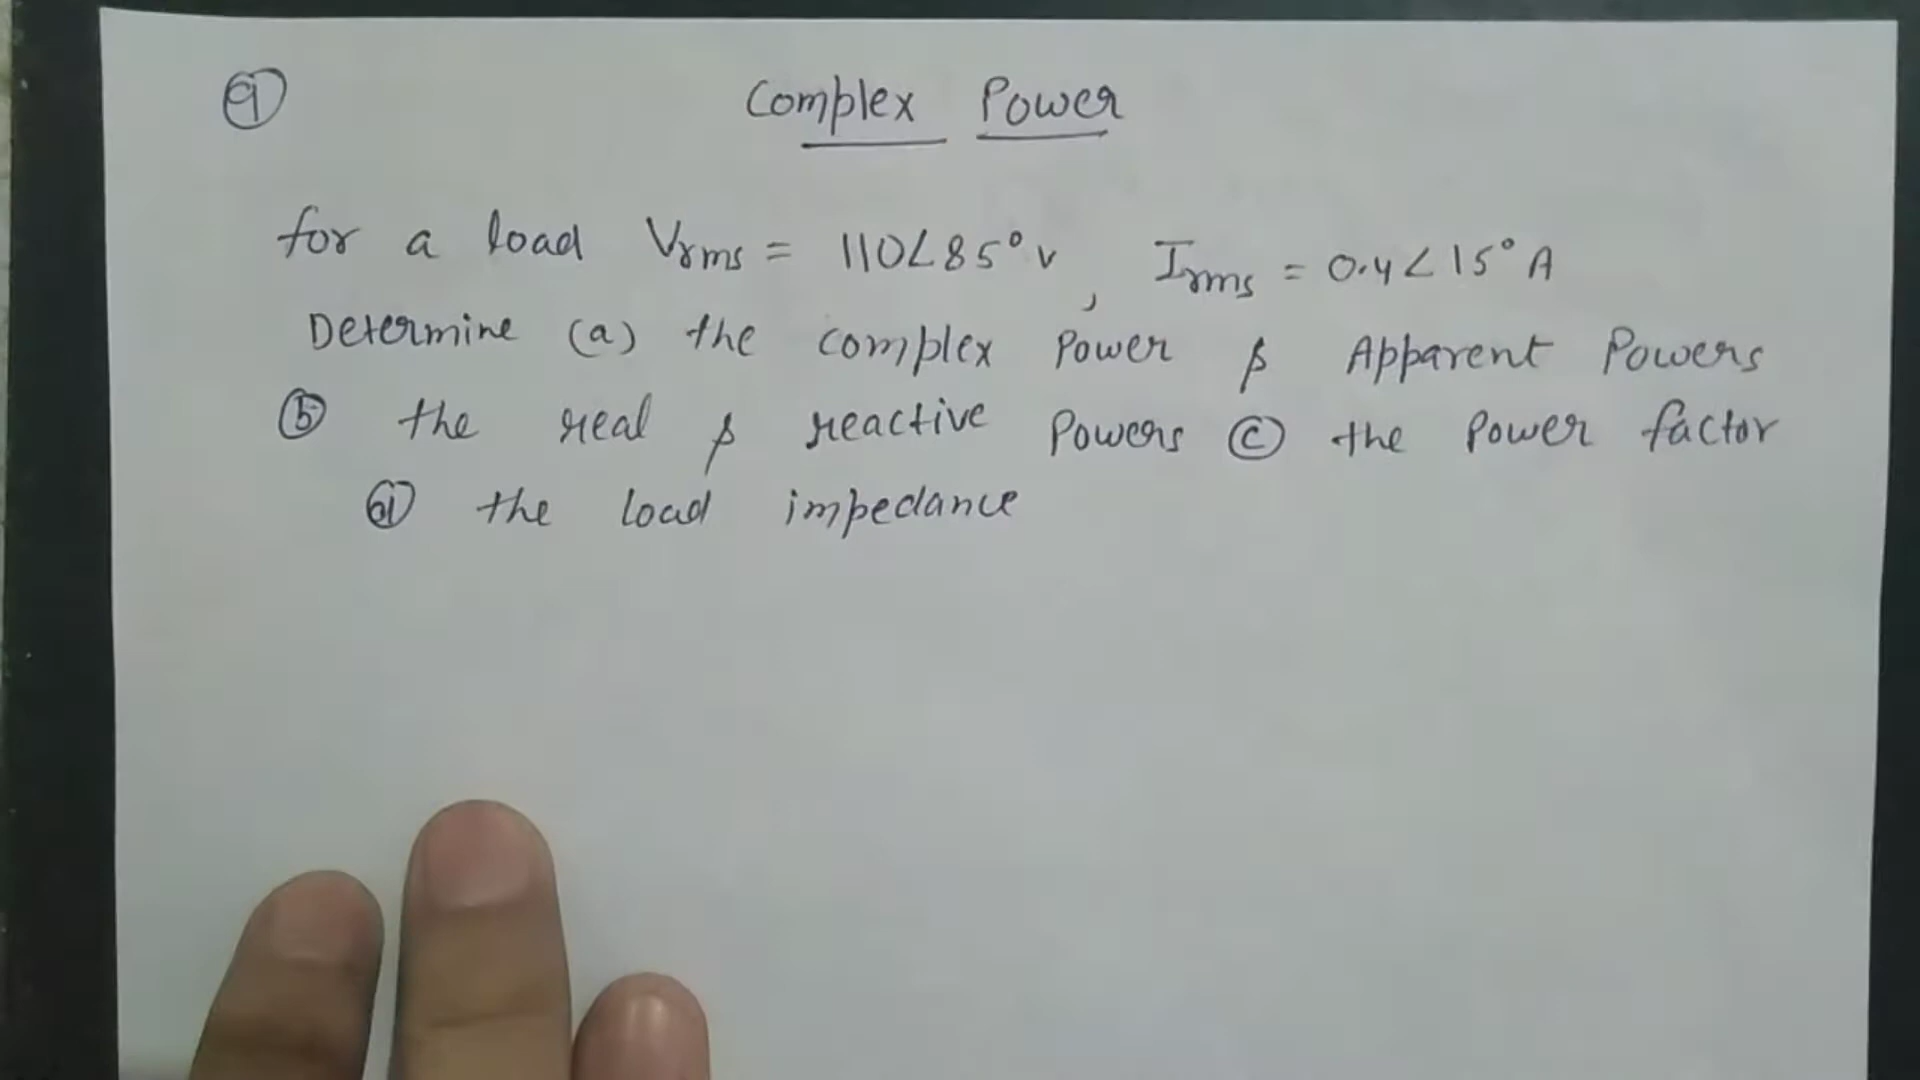 9 Complex Power
for a load Vrms = 110∠85° v, Irms = 0.4∠15° A
Determine (a) the complex Power & Apparent Powers
(b) the real & reactive Powers (c) the Power factor
(d) the load impedance